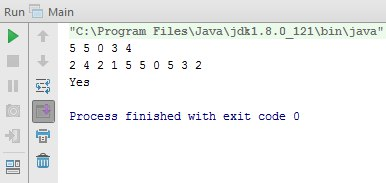 Run Main
"C:\Program Files\Java\jdk1.8.0_121\bin\java"
5 5 0 3 4
2 4 2 1 5 5 0 5 3 2
Yes
Process finished with exit code 0